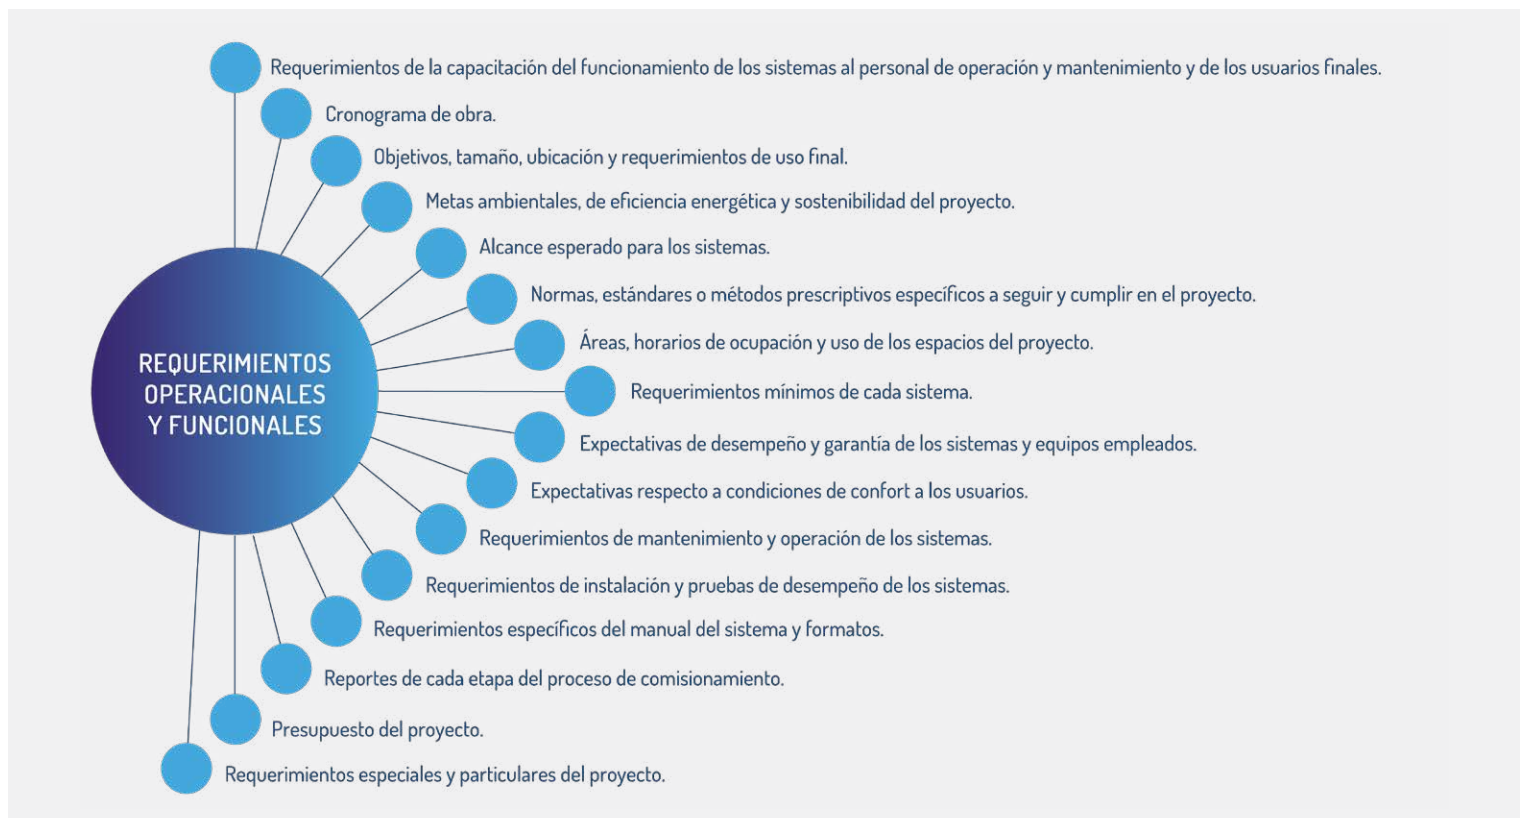 Requerimientos de la capacitación del funcionamiento de los sistemas al personal de operación y mantenimiento y de los usuarios finales.
Cronograma de obra.
Objetivos, tamaño, ubicación y requerimientos de uso final.
Metas ambientales, de eficiencia energética y sostenibilidad del proyecto.
Alcance esperado para los sistemas.
Normas, estándares o métodos prescriptivos específicos a seguir y cumplir en el proyecto.
Áreas, horarios de ocupación y uso de los espacios del proyecto.
REQUERIMIENTOS
OPERACIONALES
Y FUNCIONALES
Requerimientos mínimos de cada sistema.
Expectativas de desempeño y garantía de los sistemas y equipos empleados.
Expectativas respecto a condiciones de confort a los usuarios.
Requerimientos de mantenimiento y operación de los sistemas.
Requerimientos de instalación y pruebas de desempeño de los sistemas.
Requerimientos específicos del manual del sistema y formatos.
Reportes de cada etapa del proceso de comisionamiento.
Presupuesto del proyecto.
Requerimientos especiales y particulares del proyecto.